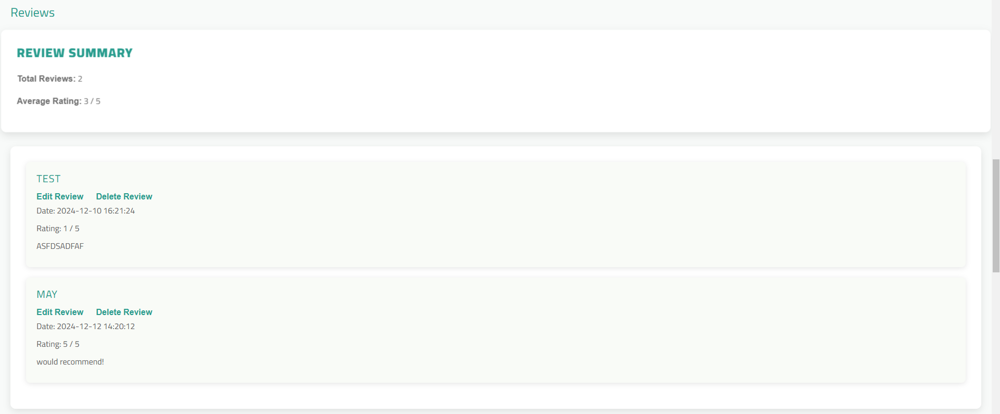 Reviews
REVIEW SUMMARY
Total Reviews: 2
Average Rating: 3 / 5
TEST
Edit Review Delete Review
Date: 2024-12-10 16:21:24
Rating: 1 / 5
ASFDSADFAF
MAY
Edit Review Delete Review
Date: 2024-12-12 14:20:12
Rating: 5 / 5
would recommend!